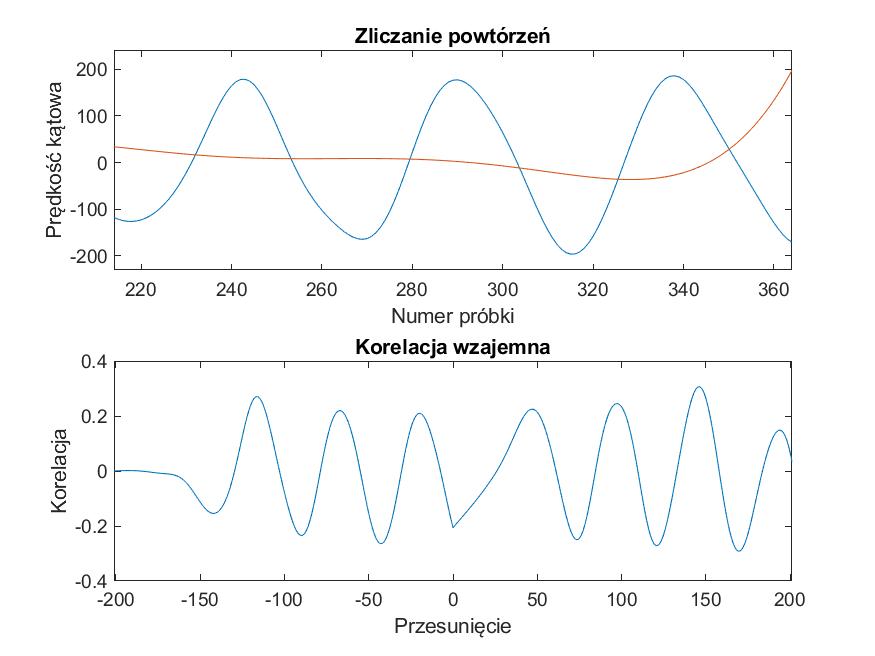 Zliczanie powtórzeń
200
100
0
-100
-200
Prędkość kątowa
220 240 260 280 300 320 340 360
Numer próbki
Korelacja wzajemna
0.4
0.2
0
-0.2
-0.4
Korelacja
-200 -150 -100 -50 0 50 100 150 200
Przesunięcie